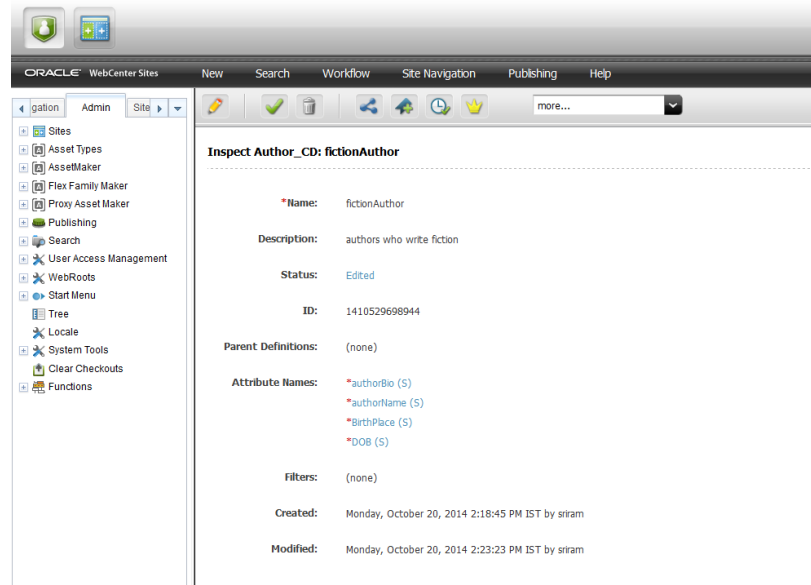 ORACLE WebCenter Sites New Search Workflow Site Navigation Publishing Help
gation Admin Site more...
Sites
Asset Types
AssetMaker
Flex Family Maker
Proxy Asset Maker
Publishing
Search
User Access Management
WebRoots
Start Menu
Tree
Locale
System Tools
Clear Checkouts
Functions
Inspect Author_CD: fictionAuthor
*Name: fictionAuthor
Description: authors who write fiction
Status: Edited
ID: 1410529698944
Parent Definitions: (none)
Attribute Names: *authorBio (S)
*authorName (S)
*BirthPlace (S)
*DOB (S)
Filters: (none)
Created: Monday, October 20, 2014 2:18:45 PM IST by sriram
Modified: Monday, October 20, 2014 2:23:23 PM IST by sriram